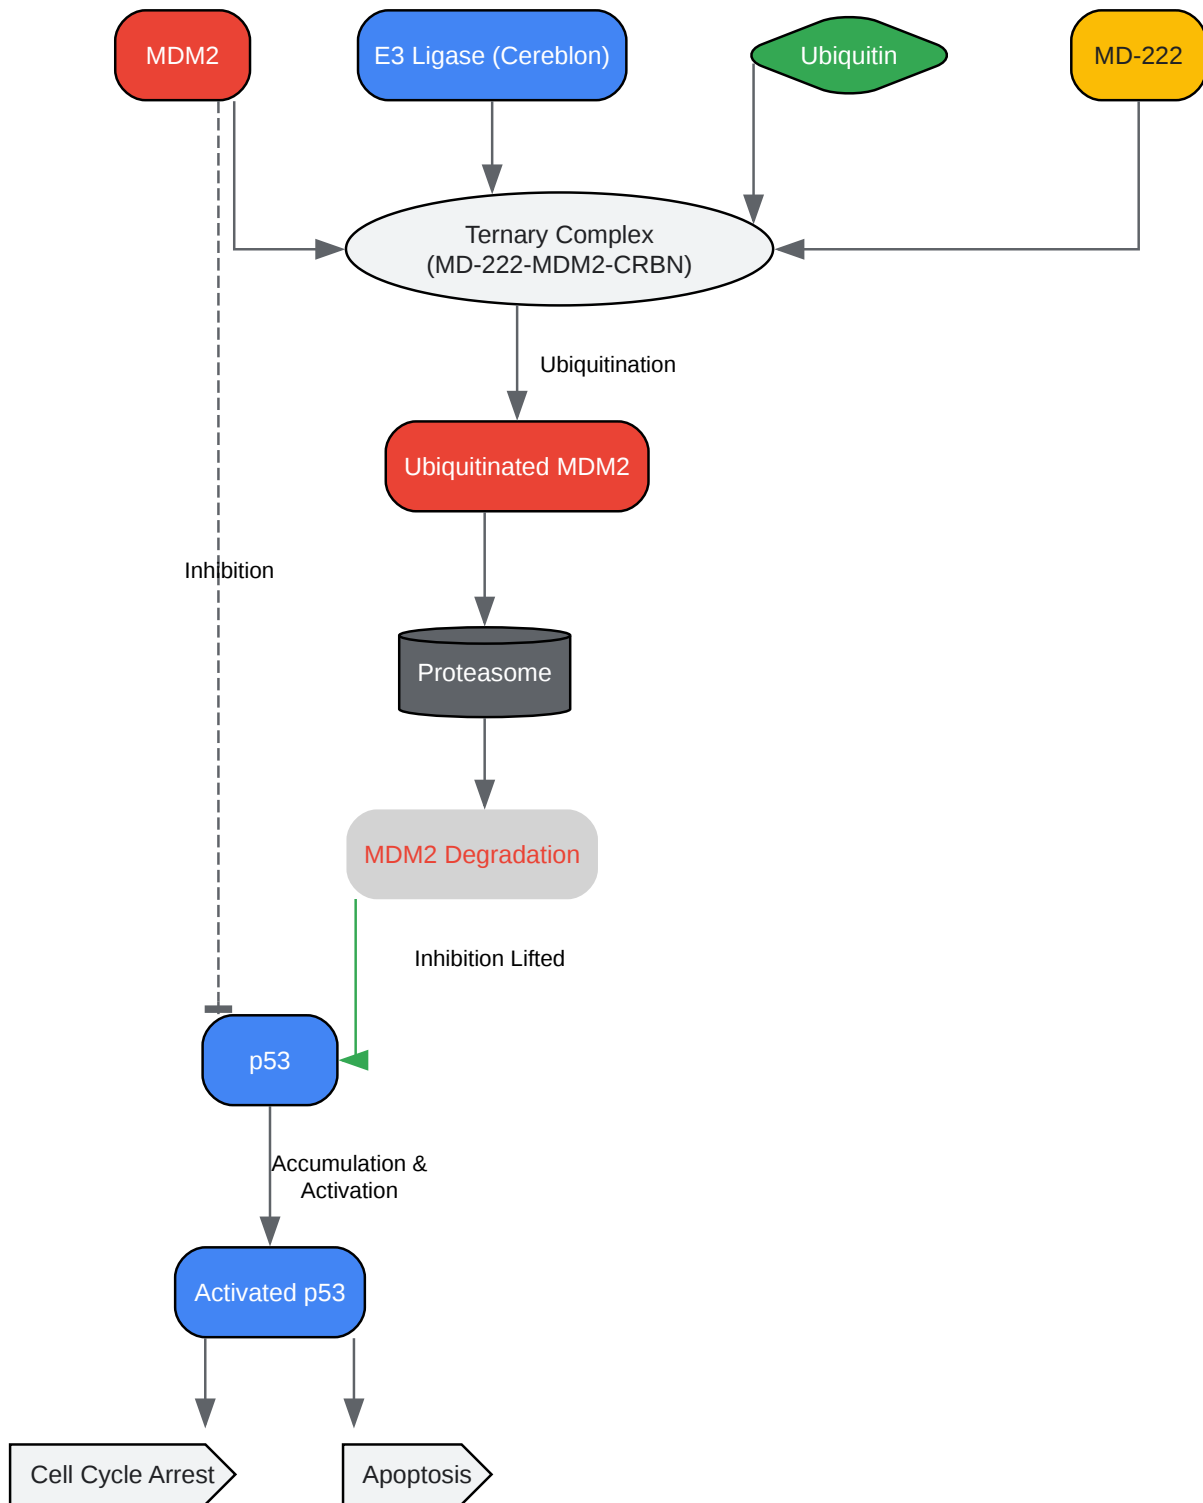 MDM2
E3 Ligase (Cereblon)
Ubiquitin
MD-222
Ternary Complex
(MD-222-MDM2-CRBN)
Ubiquitination
Ubiquitinated MDM2
Inhibition
Proteasome
MDM2 Degradation
Inhibition Lifted
p53
Accumulation &
Activation
Activated p53
Cell Cycle Arrest
Apoptosis